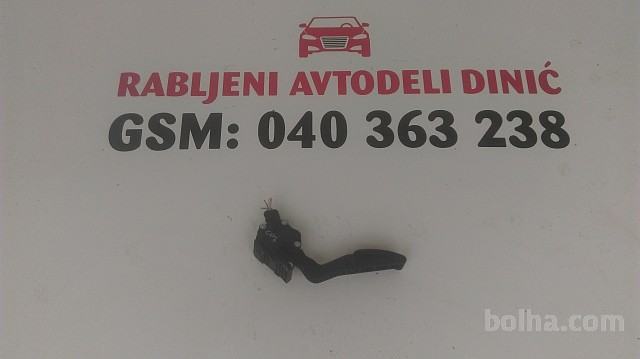 RABLJENI AVTODELI DINIĆ
GSM: 040 363 238
bolha.com